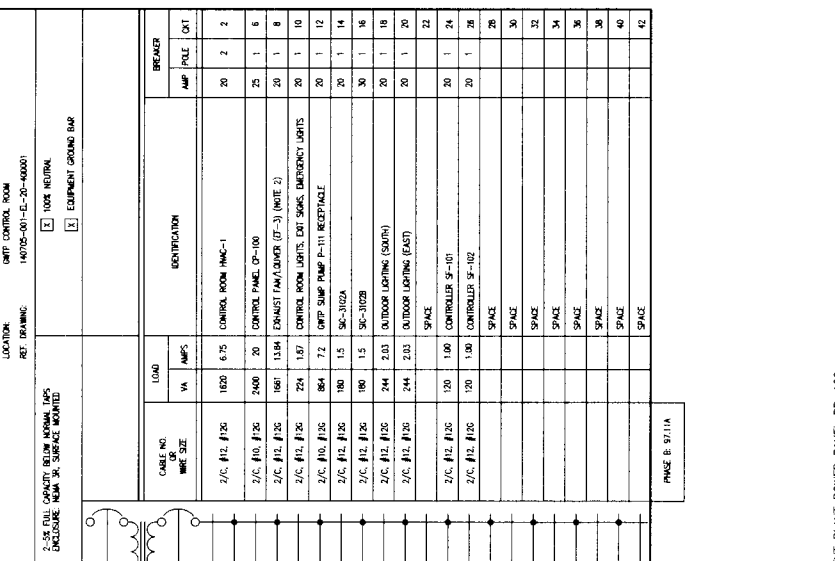 LOCATION: GWTP CONTROL ROOM
REF. DRAWING: 140705-001-EL-20-400001
2-5% FULL CAPACITY BELOW NORMAL TAPS X 100% NEUTRAL
ENCLOSURE: NEMA 3R, SURFACE MOUNTED X EQUIPMENT GROUND BAR
CABLE NO. OR WIRE SIZE LOAD IDENTIFICATION BREAKER
VA AMPS AMP POLE CKT
2/C, #12, #12G 1620 6.75 CONTROL ROOM HVAC-1 20 2 2
2/C, #10, #12G 2400 20 CONTROL PANEL CP-100 25 1 6
2/C, #12, #12G 1661 13.84 EXHAUST FAN/LOUVER (EF-3) (NOTE 2) 20 1 8
2/C, #12, #12G 224 1.87 CONTROL ROOM LIGHTS, EXIT SIGNS, EMERGENCY LIGHTS 20 1 10
2/C, #10, #12G 864 7.2 GWTP SUMP PUMP P-111 RECEPTACLE 20 1 12
2/C, #12, #12G 180 1.5 SIC-3102A 20 1 14
2/C, #12, #12G 180 1.5 SIC-3102B 30 1 16
2/C, #12, #12G 244 2.03 OUTDOOR LIGHTING (SOUTH) 20 1 18
2/C, #12, #12G 244 2.03 OUTDOOR LIGHTING (EAST) 20 1 20
SPACE 22
2/C, #12, #12G 120 1.00 CONTROLLER SF-101 20 1 24
2/C, #12, #12G 120 1.00 CONTROLLER SF-102 20 1 26
SPACE 28
SPACE 30
SPACE 32
SPACE 34
SPACE 36
SPACE 38
SPACE 40
SPACE 42
PHASE B: 97.11A